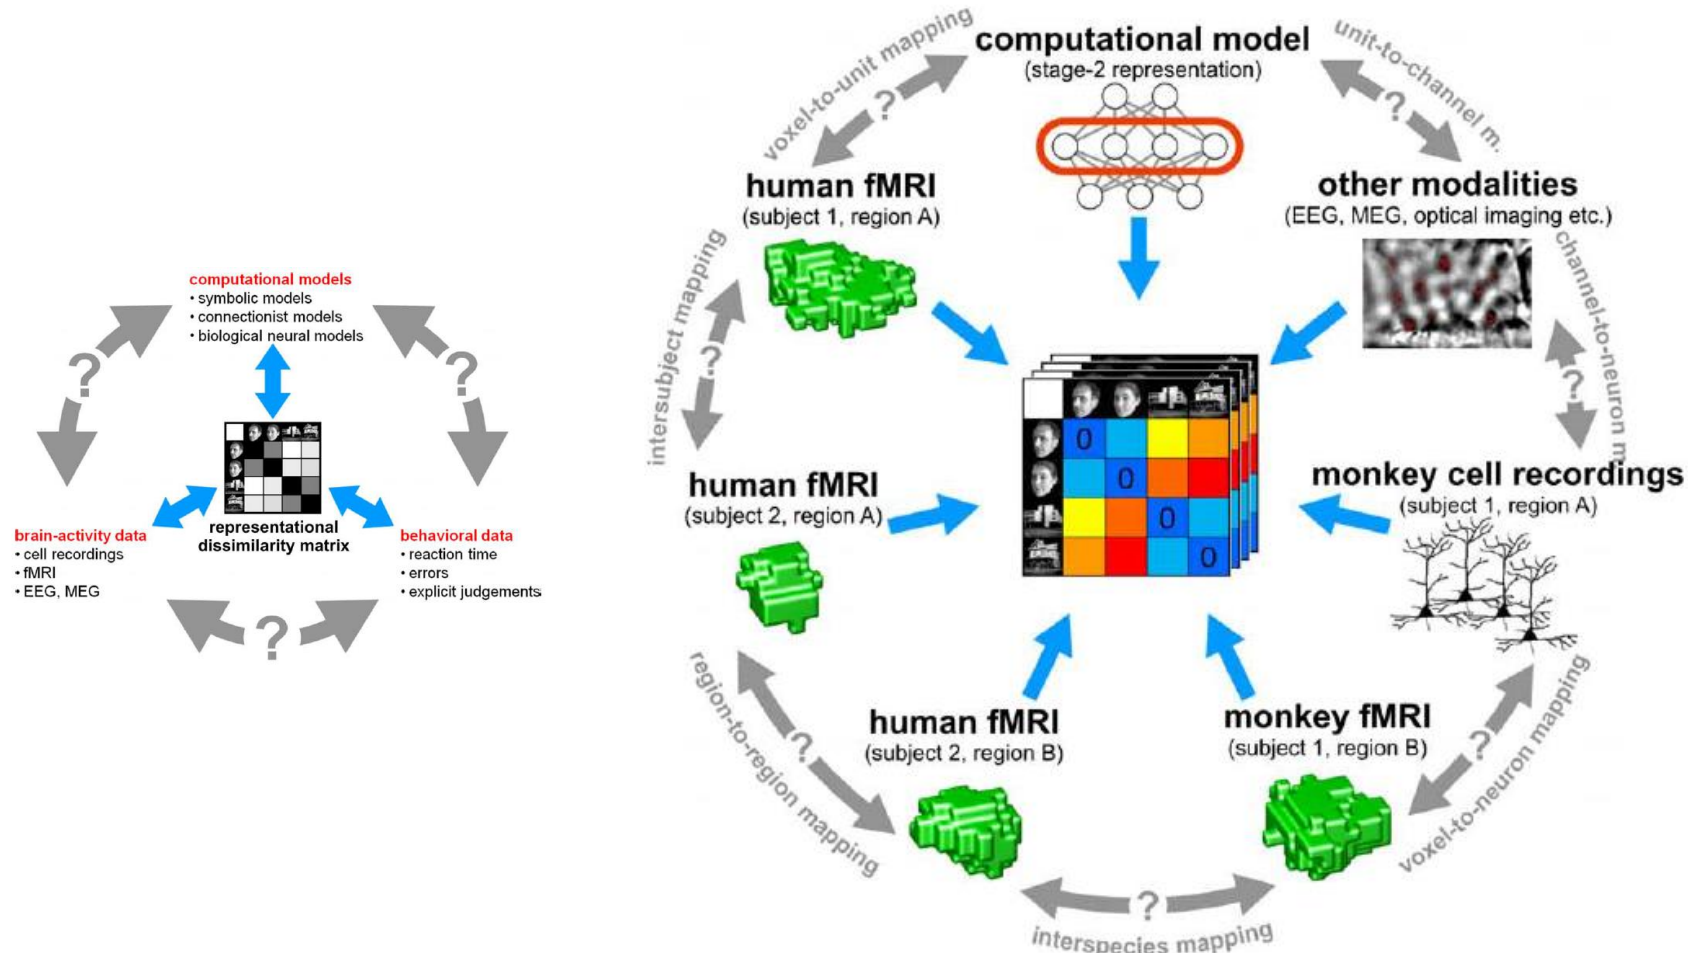 computational models
• symbolic models
• connectionist models
• biological neural models
?
?
representational
dissimilarity matrix
brain-activity data
• cell recordings
• fMRI
• EEG, MEG
behavioral data
• reaction time
• errors
• explicit judgements
?
computational model
(stage-2 representation)
voxel-to-unit mapping
?
unit-to-channel m.
?
human fMRI
(subject 1, region A)
other modalities
(EEG, MEG, optical imaging etc.)
intersubject mapping
?
channel-to-neuron m.
?
0
0
0
0
human fMRI
(subject 2, region A)
monkey cell recordings
(subject 1, region A)
region-to-region mapping
?
human fMRI
(subject 2, region B)
monkey fMRI
(subject 1, region B)
voxel-to-neuron mapping
?
?
interspecies mapping